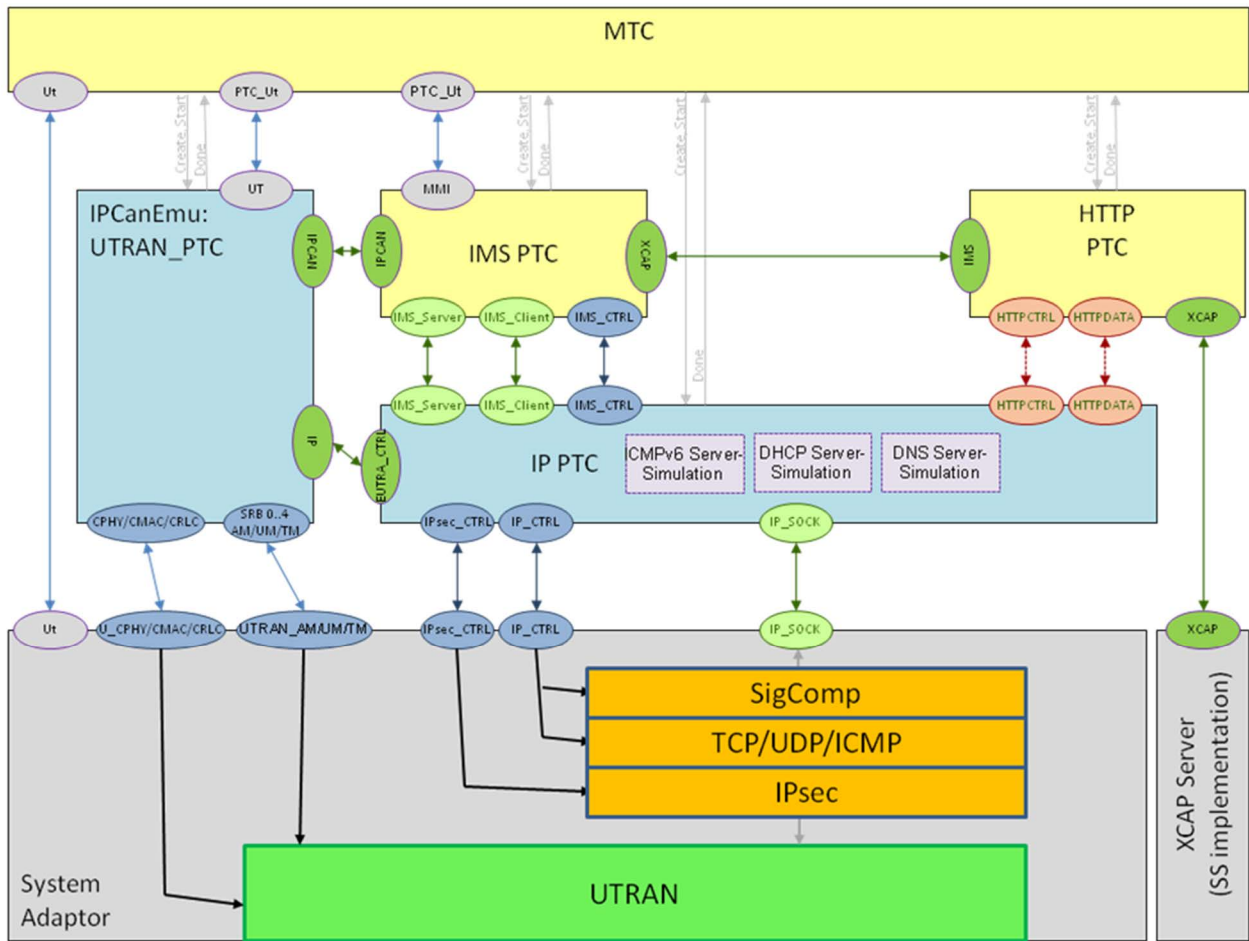 MTC
Ut
PTC_Ut
PTC_Ut
Create, Start
Done
Create, Start
Done
Create, Start
Done
Create, Start
Done
UT
MMI
IPCanEmu:
UTRAN_PTC
IPCAN
IPCAN
IMS PTC
XCAP
SMI
HTTP
PTC
IMS_Server
IMS_Client
IMS_CTRL
HTTPCTRL
HTTPDATA
XCAP
IMS_Server
IMS_Client
IMS_CTRL
HTTPCTRL
HTTPDATA
IP
EUTRA_CTRL
IP PTC
ICMPv6 Server-
Simulation
DHCP Server-
Simulation
DNS Server-
Simulation
CPHY/CMAC/CRLC
SRB 0..4
AM/UM/TM
IPsec_CTRL
IP_CTRL
IP_SOCK
Ut
U_CPHY/CMAC/CRLC
UTRAN_AM/UM/TM
IPsec_CTRL
IP_CTRL
IP_SOCK
XCAP
SigComp
TCP/UDP/ICMP
IPsec
UTRAN
System
Adaptor
XCAP Server
(SS implementation)